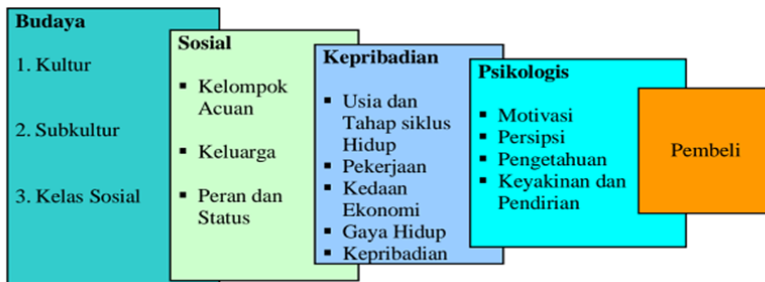 Budaya
1. Kultur
2. Subkultur
3. Kelas Sosial
Sosial
▪ Kelompok
Acuan
▪ Keluarga
▪ Peran dan
Status
Kepribadian
▪ Usia dan
Tahap siklus
Hidup
▪ Pekerjaan
▪ Kedaan
Ekonomi
▪ Gaya Hidup
▪ Kepribadian
Psikologis
▪ Motivasi
▪ Persipsi
▪ Pengetahuan
▪ Keyakinan dan
Pendirian
Pembeli